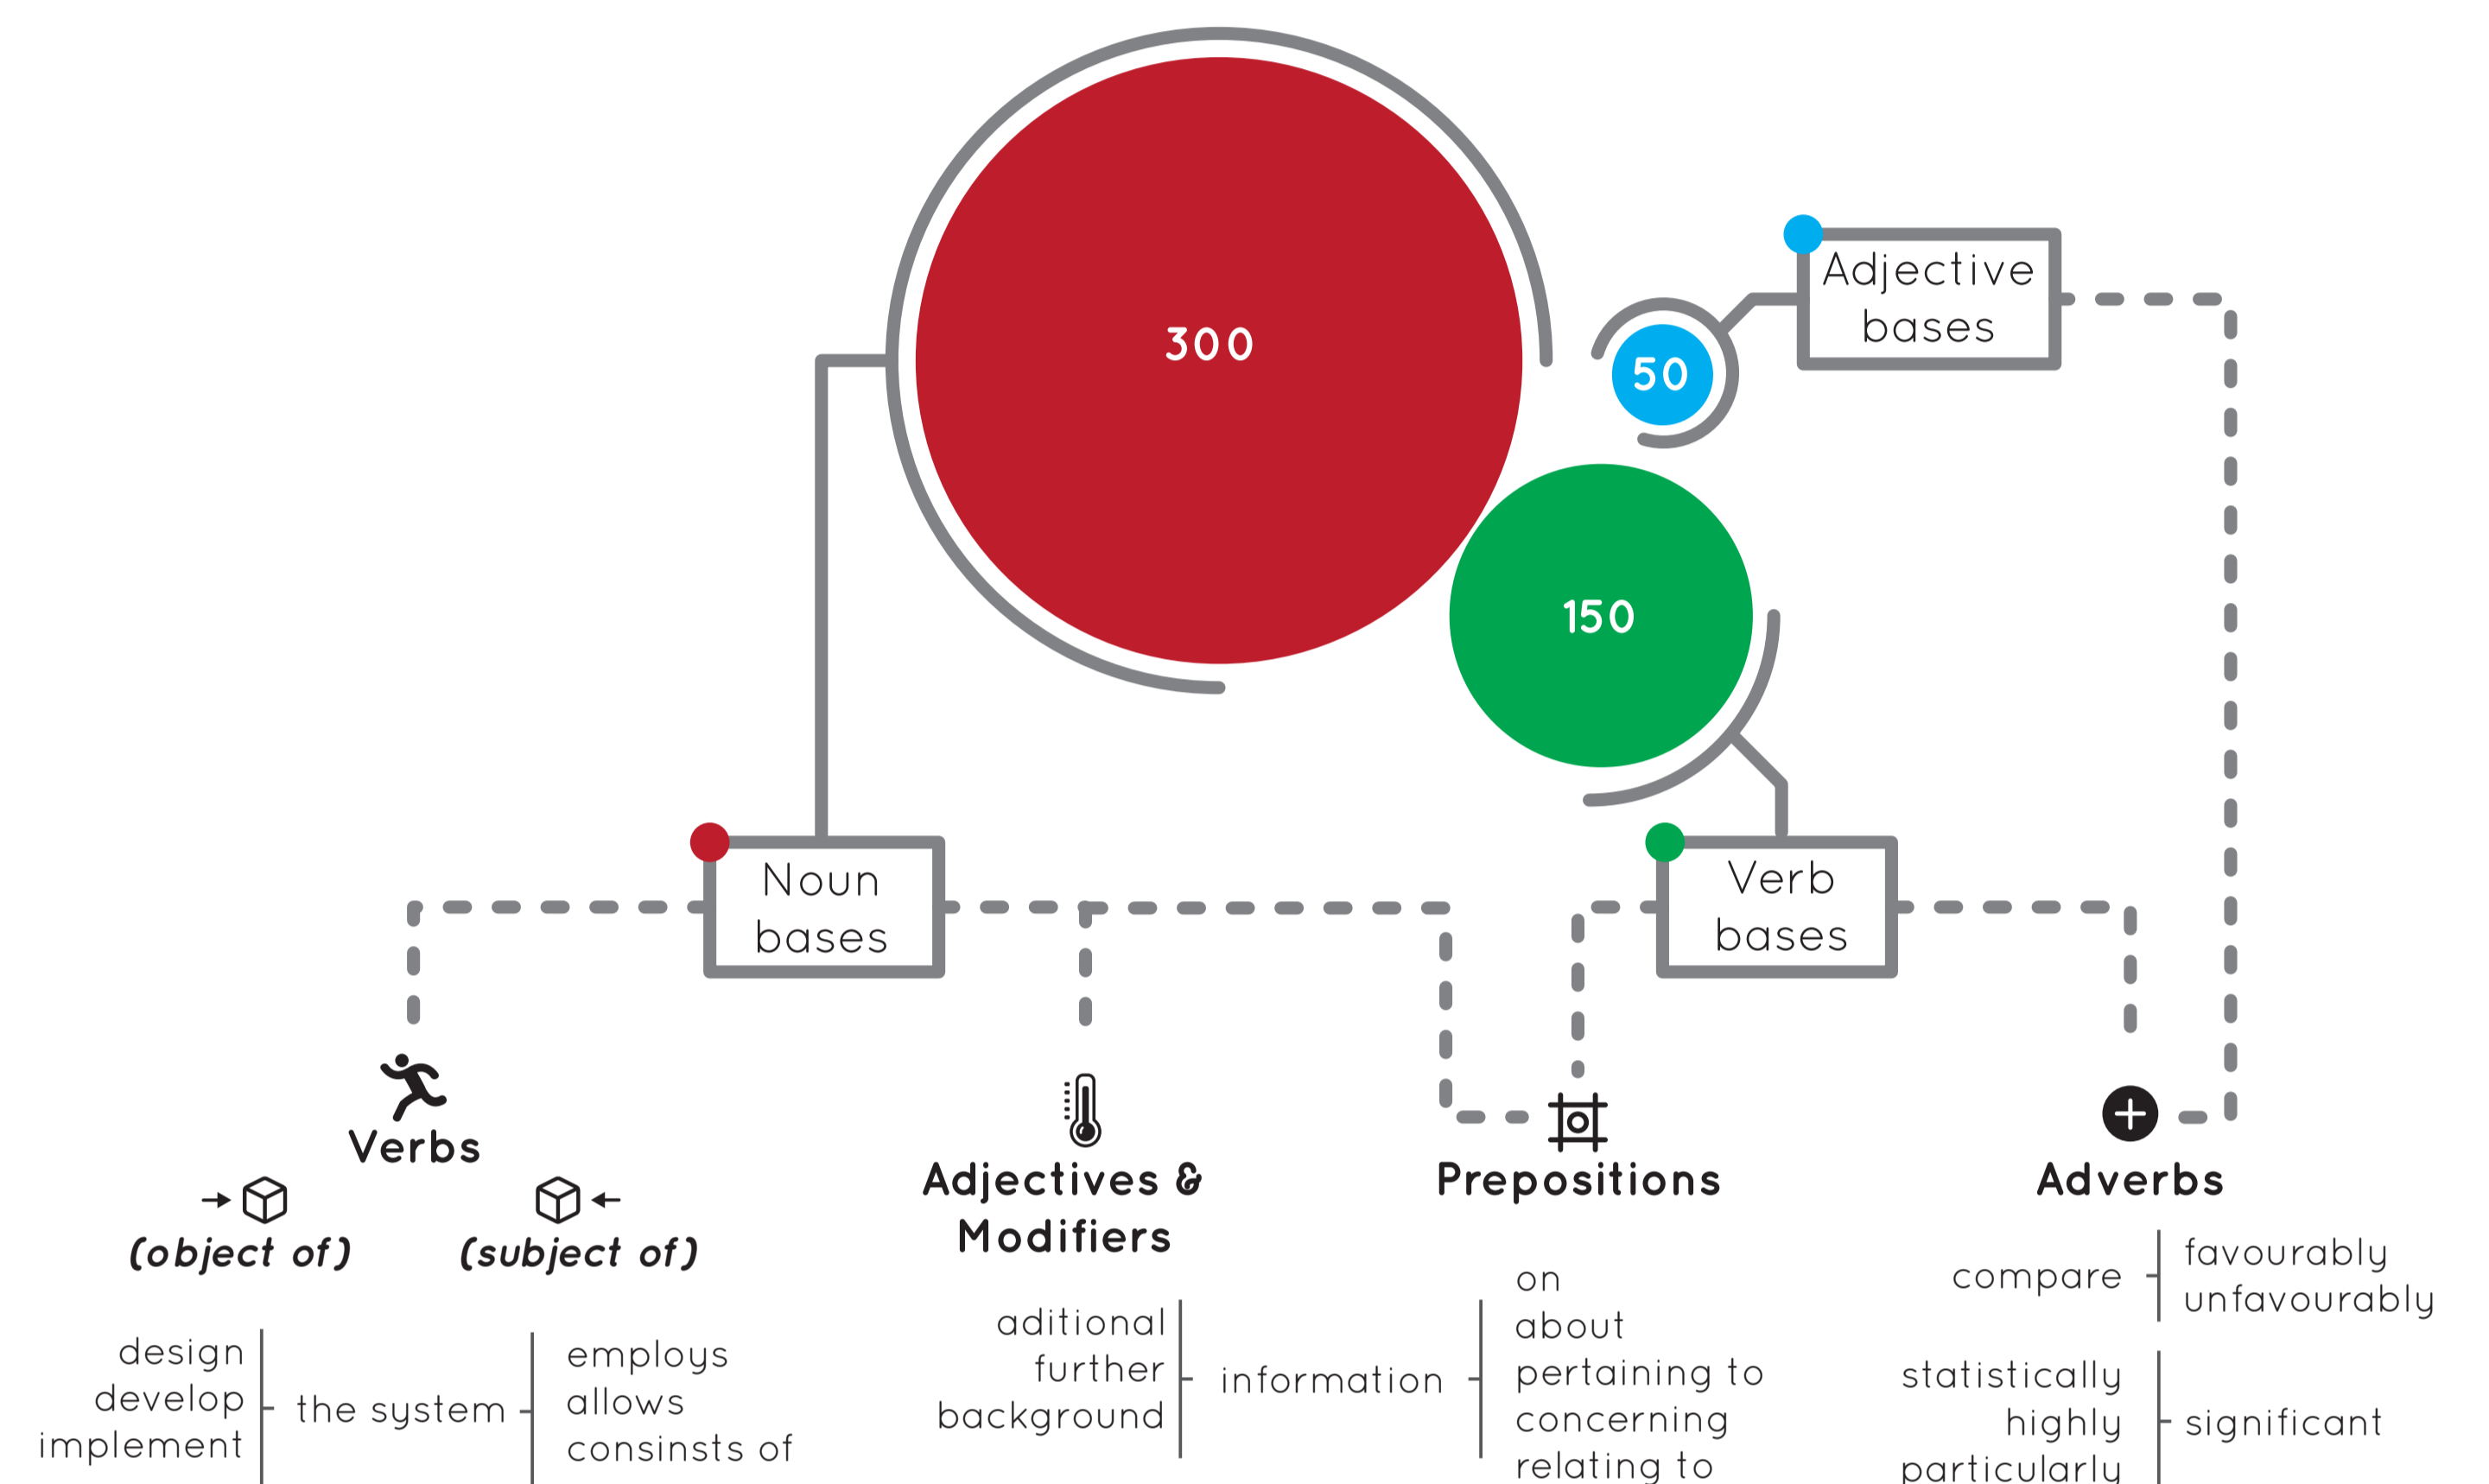 300
50
Adjective
bases
150
Noun
bases
Verb
bases
Verbs
(object of)
(subject of)
design
develop
implement
the system
employs
allows
consinsts of
Adjectives &
Modifiers
aditional
further
background
information
Prepositions
on
about
pertaining to
concerning
relating to
Adverbs
compare
favourably
unfavourably
statistically
highly
particularly
significant